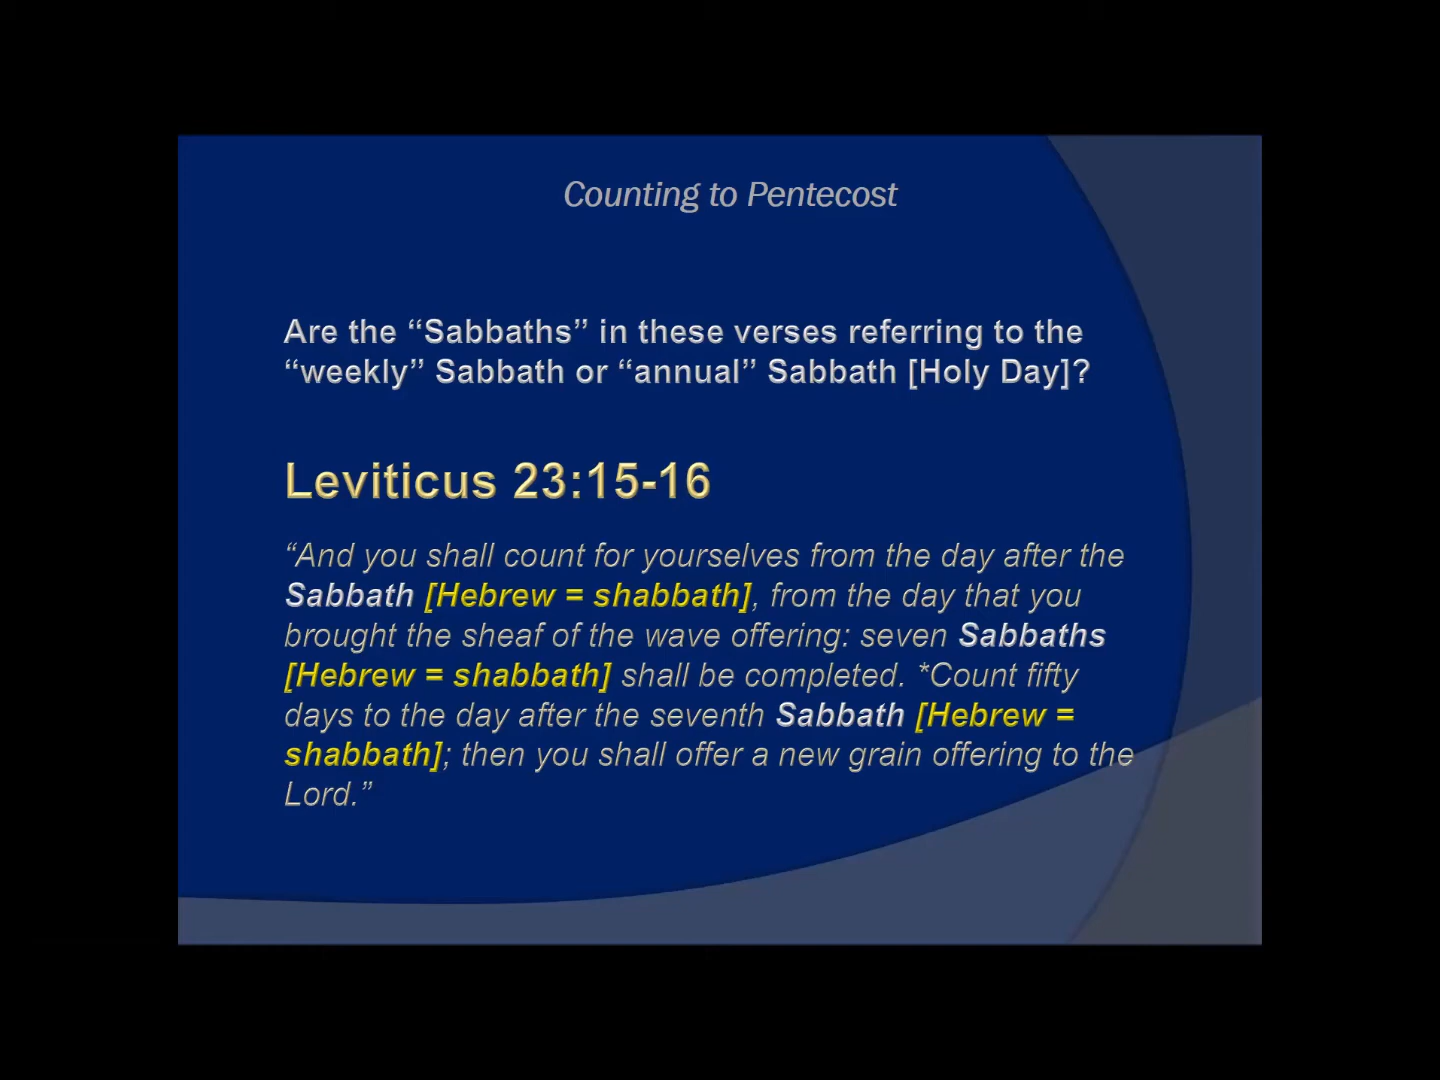 Counting to Pentecost
Are the “Sabbaths” in these verses referring to the
“weekly” Sabbath or “annual” Sabbath [Holy Day]?
Leviticus 23:15-16
“And you shall count for yourselves from the day after the
Sabbath [Hebrew = shabbath], from the day that you
brought the sheaf of the wave offering: seven Sabbaths
[Hebrew = shabbath] shall be completed. *Count fifty
days to the day after the seventh Sabbath [Hebrew =
shabbath]; then you shall offer a new grain offering to the
Lord.”